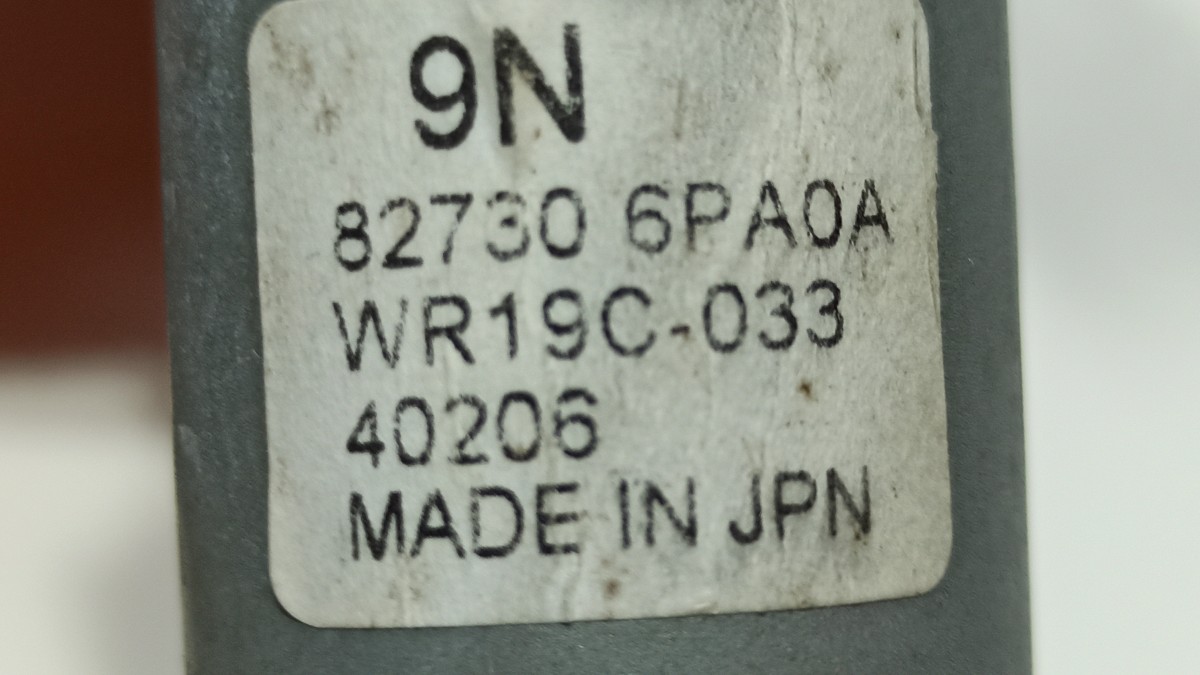 9N
82730 6PA0A
WR19C-033
40206
MADE IN JPN